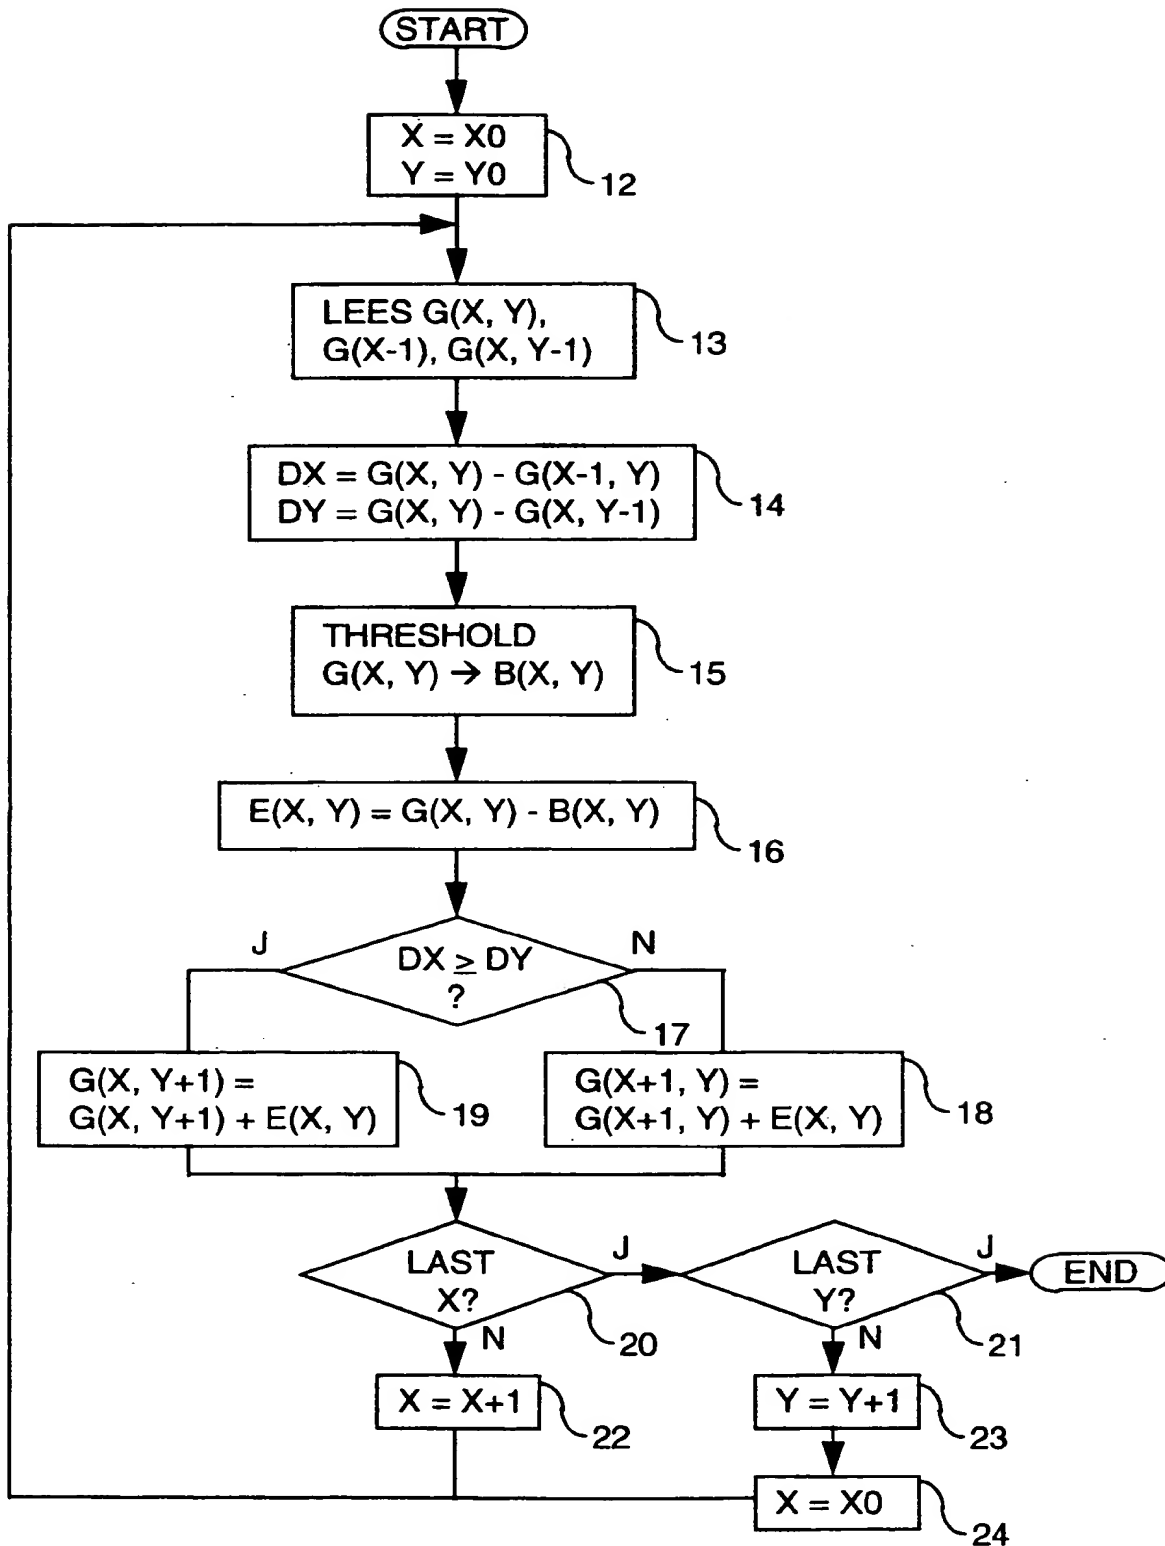 START
X = X0
Y = Y0
12
LEES G(X, Y),
G(X-1), G(X, Y-1)
13
DX = G(X, Y) - G(X-1, Y)
DY = G(X, Y) - G(X, Y-1)
14
THRESHOLD
G(X, Y) → B(X, Y)
15
E(X, Y) = G(X, Y) - B(X, Y)
16
J
N
DX ≥ DY
?
17
G(X, Y+1) =
G(X, Y+1) + E(X, Y)
19
G(X+1, Y) =
G(X+1, Y) + E(X, Y)
18
LAST
X?
J
N
20
LAST
Y?
J
N
21
END
X = X+1
22
Y = Y+1
23
X = X0
24